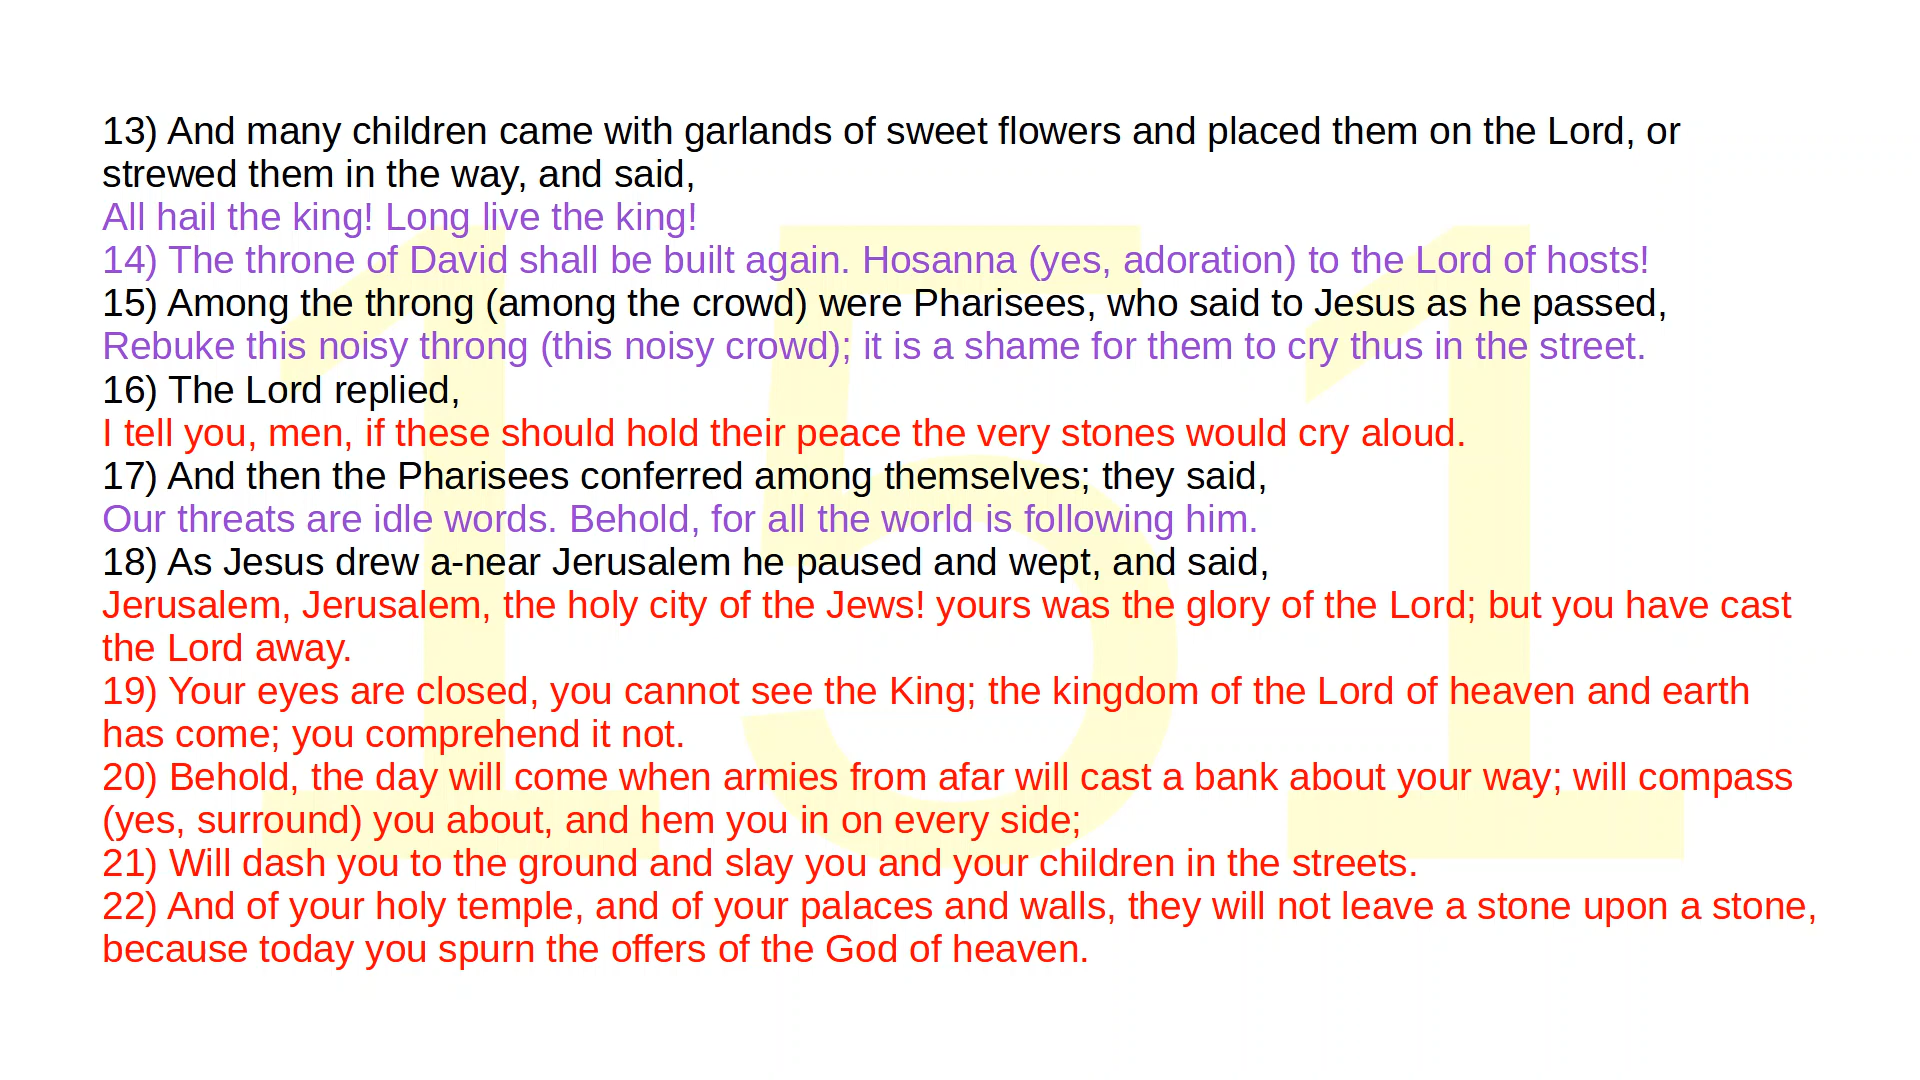 13) And many children came with garlands of sweet flowers and placed them on the Lord, or
strewed them in the way, and said,
All hail the king! Long live the king!
14) The throne of David shall be built again. Hosanna (yes, adoration) to the Lord of hosts!
15) Among the throng (among the crowd) were Pharisees, who said to Jesus as he passed,
Rebuke this noisy throng (this noisy crowd); it is a shame for them to cry thus in the street.
16) The Lord replied,
I tell you, men, if these should hold their peace the very stones would cry aloud.
17) And then the Pharisees conferred among themselves; they said,
Our threats are idle words. Behold, for all the world is following him.
18) As Jesus drew a-near Jerusalem he paused and wept, and said,
Jerusalem, Jerusalem, the holy city of the Jews! yours was the glory of the Lord; but you have cast
the Lord away.
19) Your eyes are closed, you cannot see the King; the kingdom of the Lord of heaven and earth
has come; you comprehend it not.
20) Behold, the day will come when armies from afar will cast a bank about your way; will compass
(yes, surround) you about, and hem you in on every side;
21) Will dash you to the ground and slay you and your children in the streets.
22) And of your holy temple, and of your palaces and walls, they will not leave a stone upon a stone,
because today you spurn the offers of the God of heaven.
151